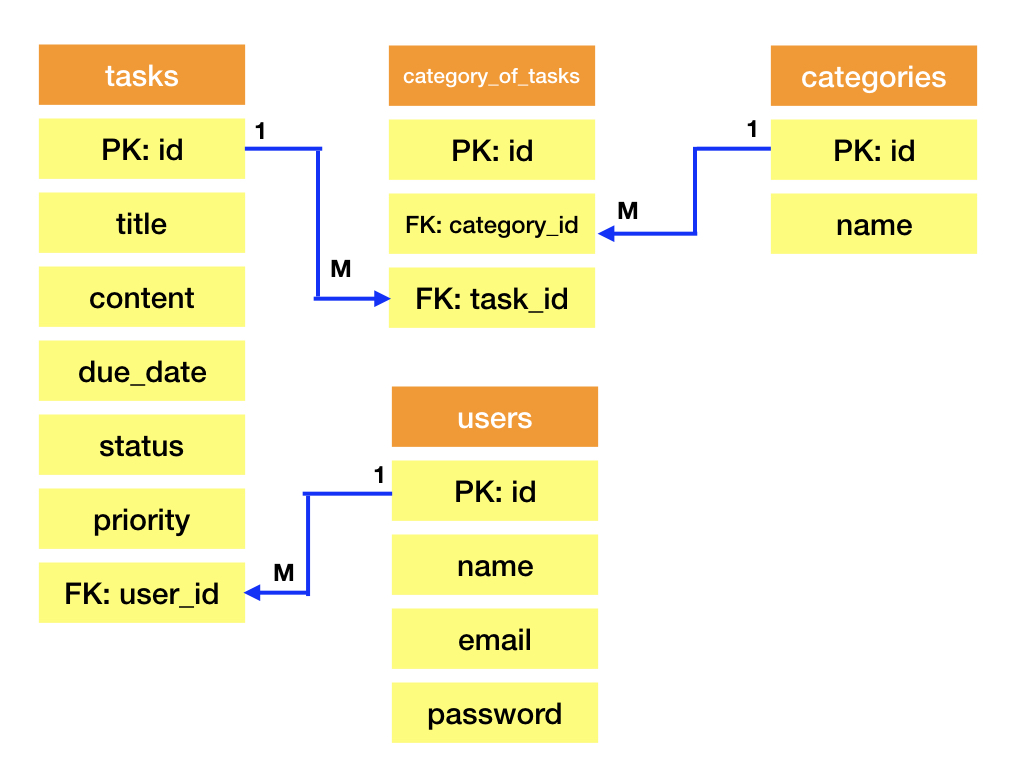 tasks
PK: id
title
content
due_date
status
priority
FK: user_id
1
M
category_of_tasks
PK: id
FK: category_id
FK: task_id
1
M
categories
PK: id
name
users
PK: id
name
email
password
1
M